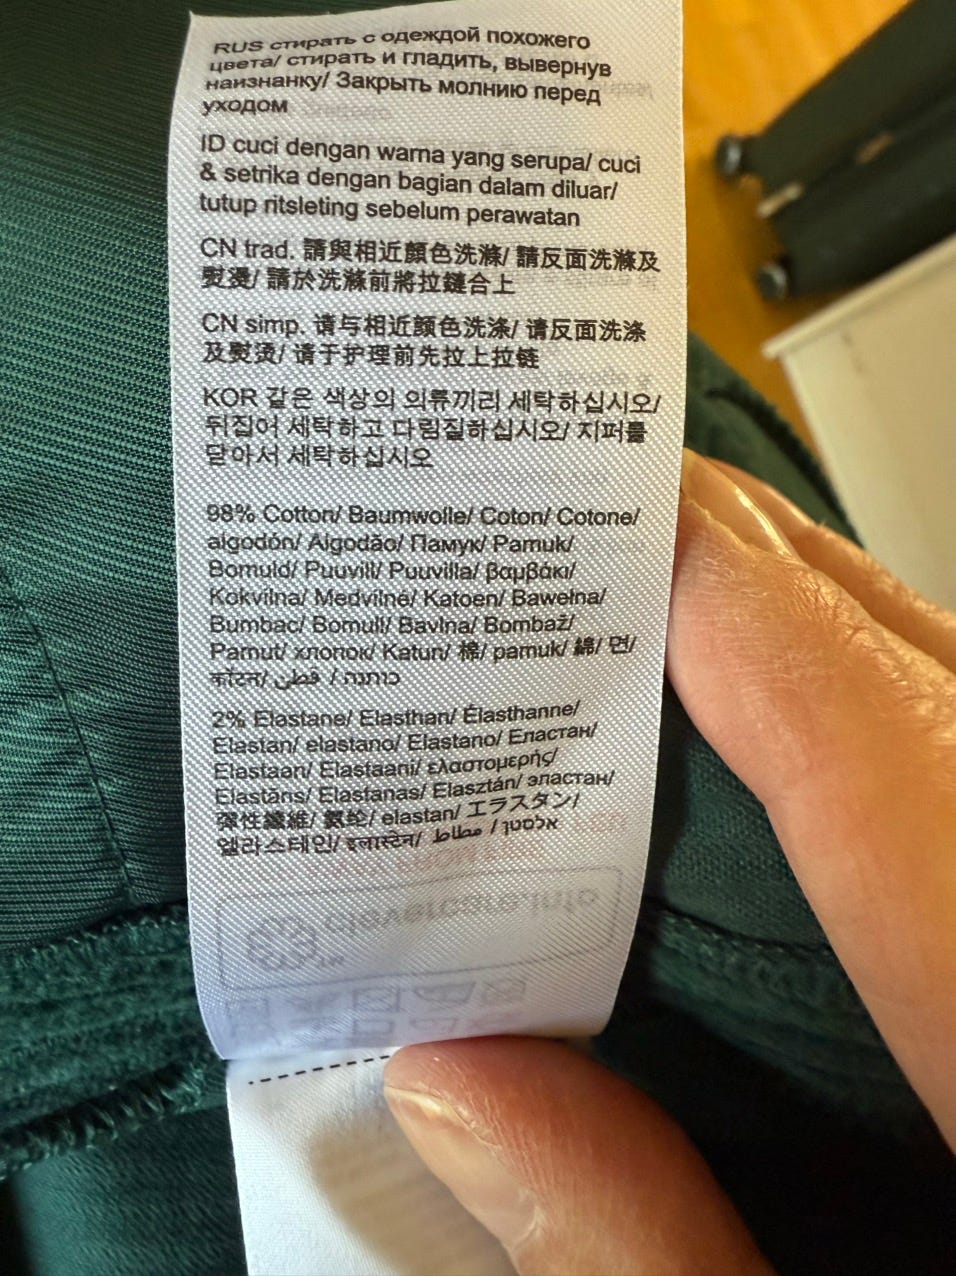 RUS стирать с одеждой похожего
цвета/ стирать и гладить, вывернув
наизнанку/ Закрыть молнию перед
уходом
ID cuci dengan warna yang serupa/ cuci
& setrika dengan bagian dalam diluar/
tutup ritsleting sebelum perawatan
CN trad. 請與相近顏色洗滌/ 請反面洗滌及
熨燙/ 請於洗滌前將拉鏈合上
CN simp. 请与相近颜色洗涤/ 请反面洗涤
及熨烫/ 请于护理前先拉上拉链
KOR 같은 색상의 의류끼리 세탁하십시오/
뒤집어 세탁하고 다림질하십시오/ 지퍼를
닫아서 세탁하십시오
98% Cotton/ Baumwolle/ Coton/ Cotone/
algodón/ Algodão/ Памук/ Pamuk/
Bomuld/ Puuvill/ Puuvilla/ βαμβάκι/
Kokvilna/ Medvilnė/ Katoen/ Bawełna/
Bumbac/ Bomull/ Bavlna/ Bombaž/
Pamut/ хлопок/ Katun/ 棉/ pamuk/ 綿/ 면/
कॉटन/ قطن / כותנה
2% Elastane/ Elasthan/ Élasthanne/
Elastan/ elastano/ Elastano/ Еластан/
Elastaan/ Elastaani/ ελαστομερής/
Elastāns/ Elastanas/ Elasztán/ эластан/
彈性纖維/ 氨纶/ elastan/ エラスタン/
엘라스테인/ इलास्टेन/ مطاط / אלסטן
clevercare.info